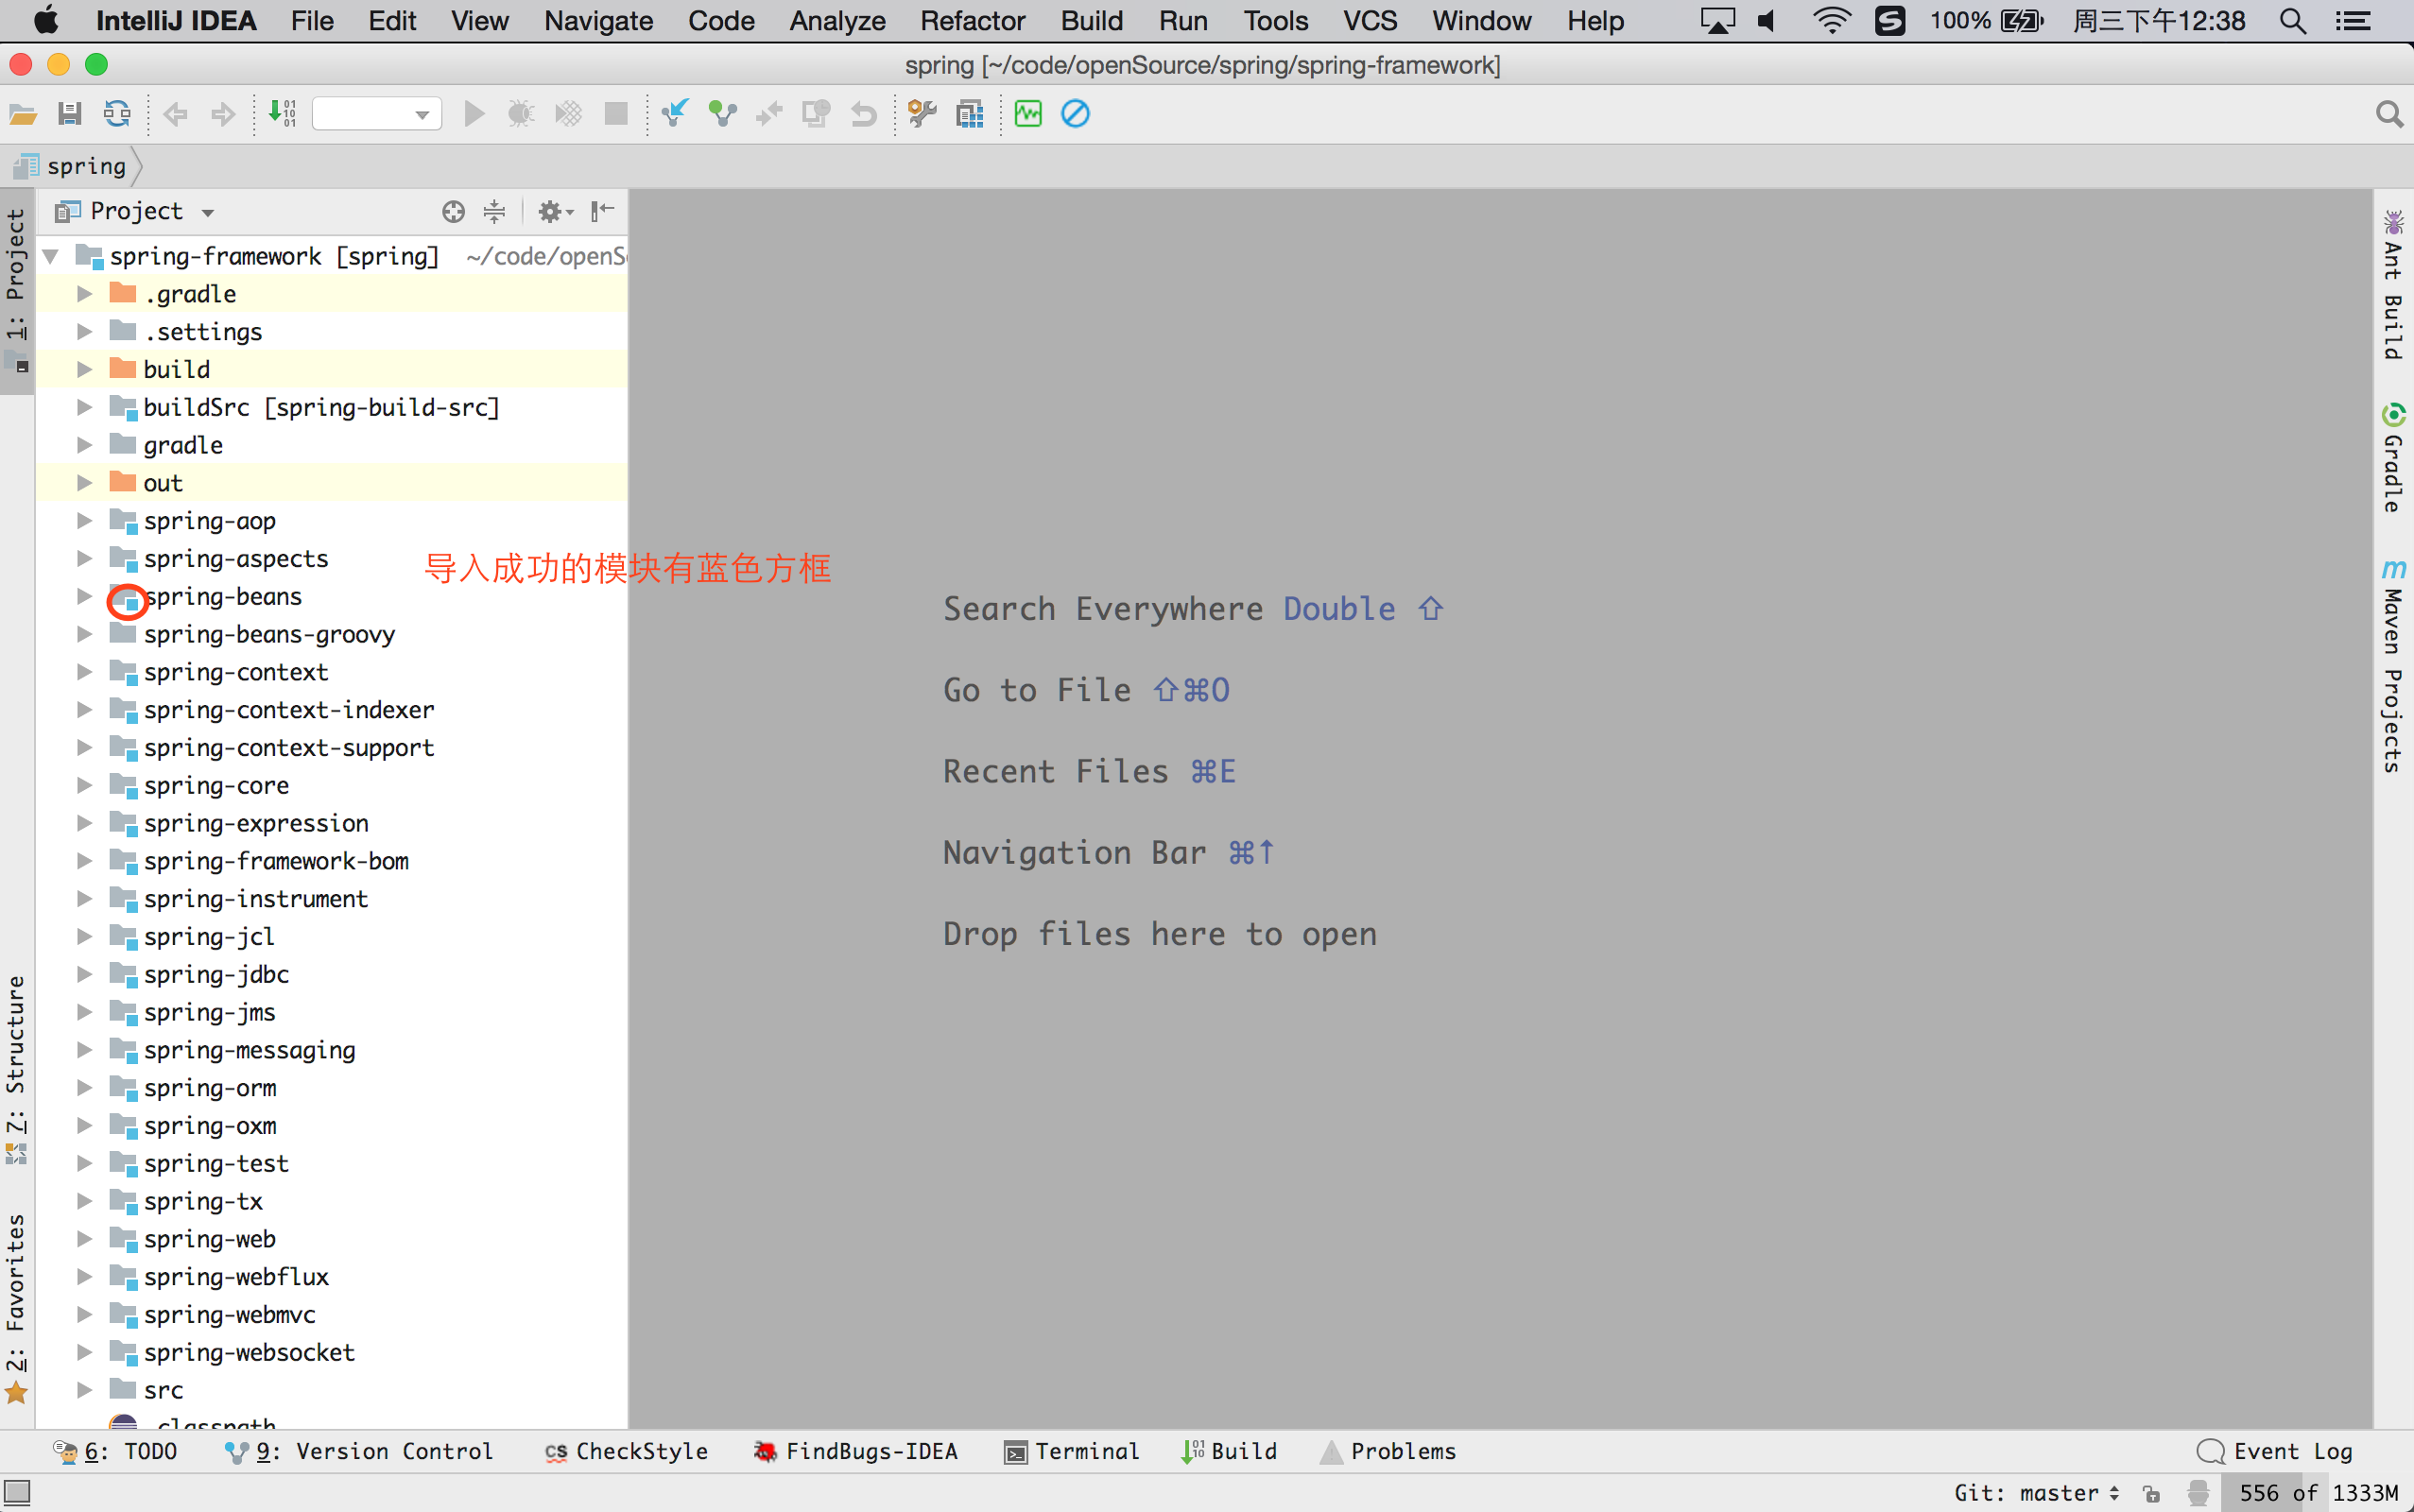 IntelliJ IDEA File Edit View Navigate Code Analyze Refactor Build Run Tools VCS Window Help 100% 周三下午12:38
spring [~/code/openSource/spring/spring-framework]
spring
Project
spring-framework [spring] ~/code/openS
.gradle
.settings
build
buildSrc [spring-build-src]
gradle
out
spring-aop
spring-aspects
导入成功的模块有蓝色方框
spring-beans
spring-beans-groovy
spring-context
spring-context-indexer
spring-context-support
spring-core
spring-expression
spring-framework-bom
spring-instrument
spring-jcl
spring-jdbc
spring-jms
spring-messaging
spring-orm
spring-oxm
spring-test
spring-tx
spring-web
spring-webflux
spring-webmvc
spring-websocket
src
.classpath
1: Project
7: Structure
2: Favorites
Search Everywhere Double ⇧
Go to File ⇧⌘O
Recent Files ⌘E
Navigation Bar ⌘↑
Drop files here to open
Ant Build
Gradle
Maven Projects
6: TODO 9: Version Control CheckStyle FindBugs-IDEA Terminal Build Problems Event Log
Git: master 556 of 1333M